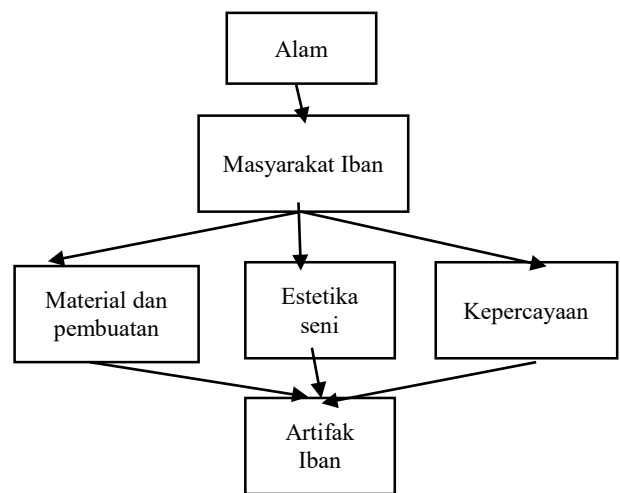 Alam
Masyarakat Iban
Material dan
pembuatan
Estetika
seni
Kepercayaan
Artifak
Iban